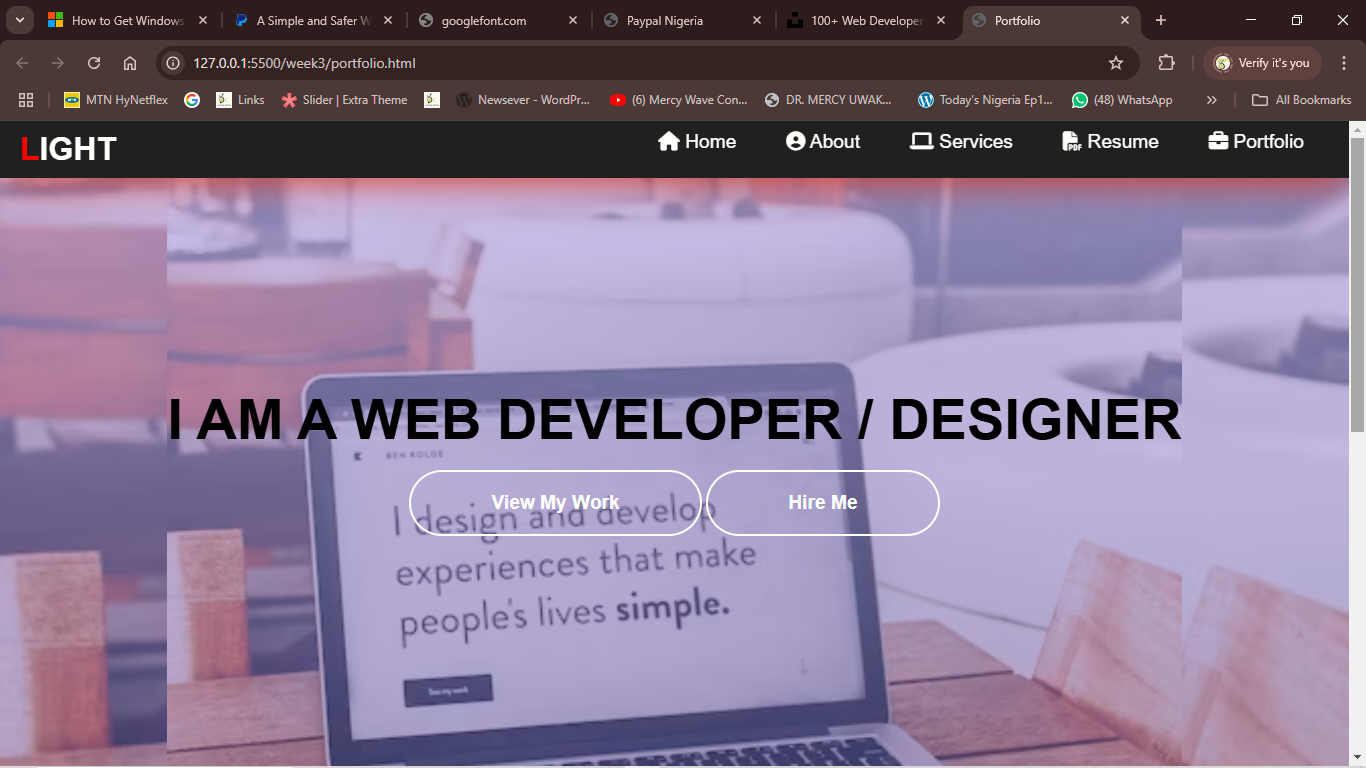 How to Get Windows
A Simple and Safer W
googlefont.com
Paypal Nigeria
100+ Web Developer
Portfolio
127.0.0.1:5500/week3/portfolio.html
Verify it's you
MTN HyNetflex
Links
Slider | Extra Theme
Newsever - WordPr...
(6) Mercy Wave Con...
DR. MERCY UWAK...
Today's Nigeria Ep1...
(48) WhatsApp
All Bookmarks
LIGHT
Home
About
Services
Resume
Portfolio
I AM A WEB DEVELOPER / DESIGNER
BEN KOLDE
View My Work
Hire Me
I design and develop
experiences that make
people's lives simple.
See my work